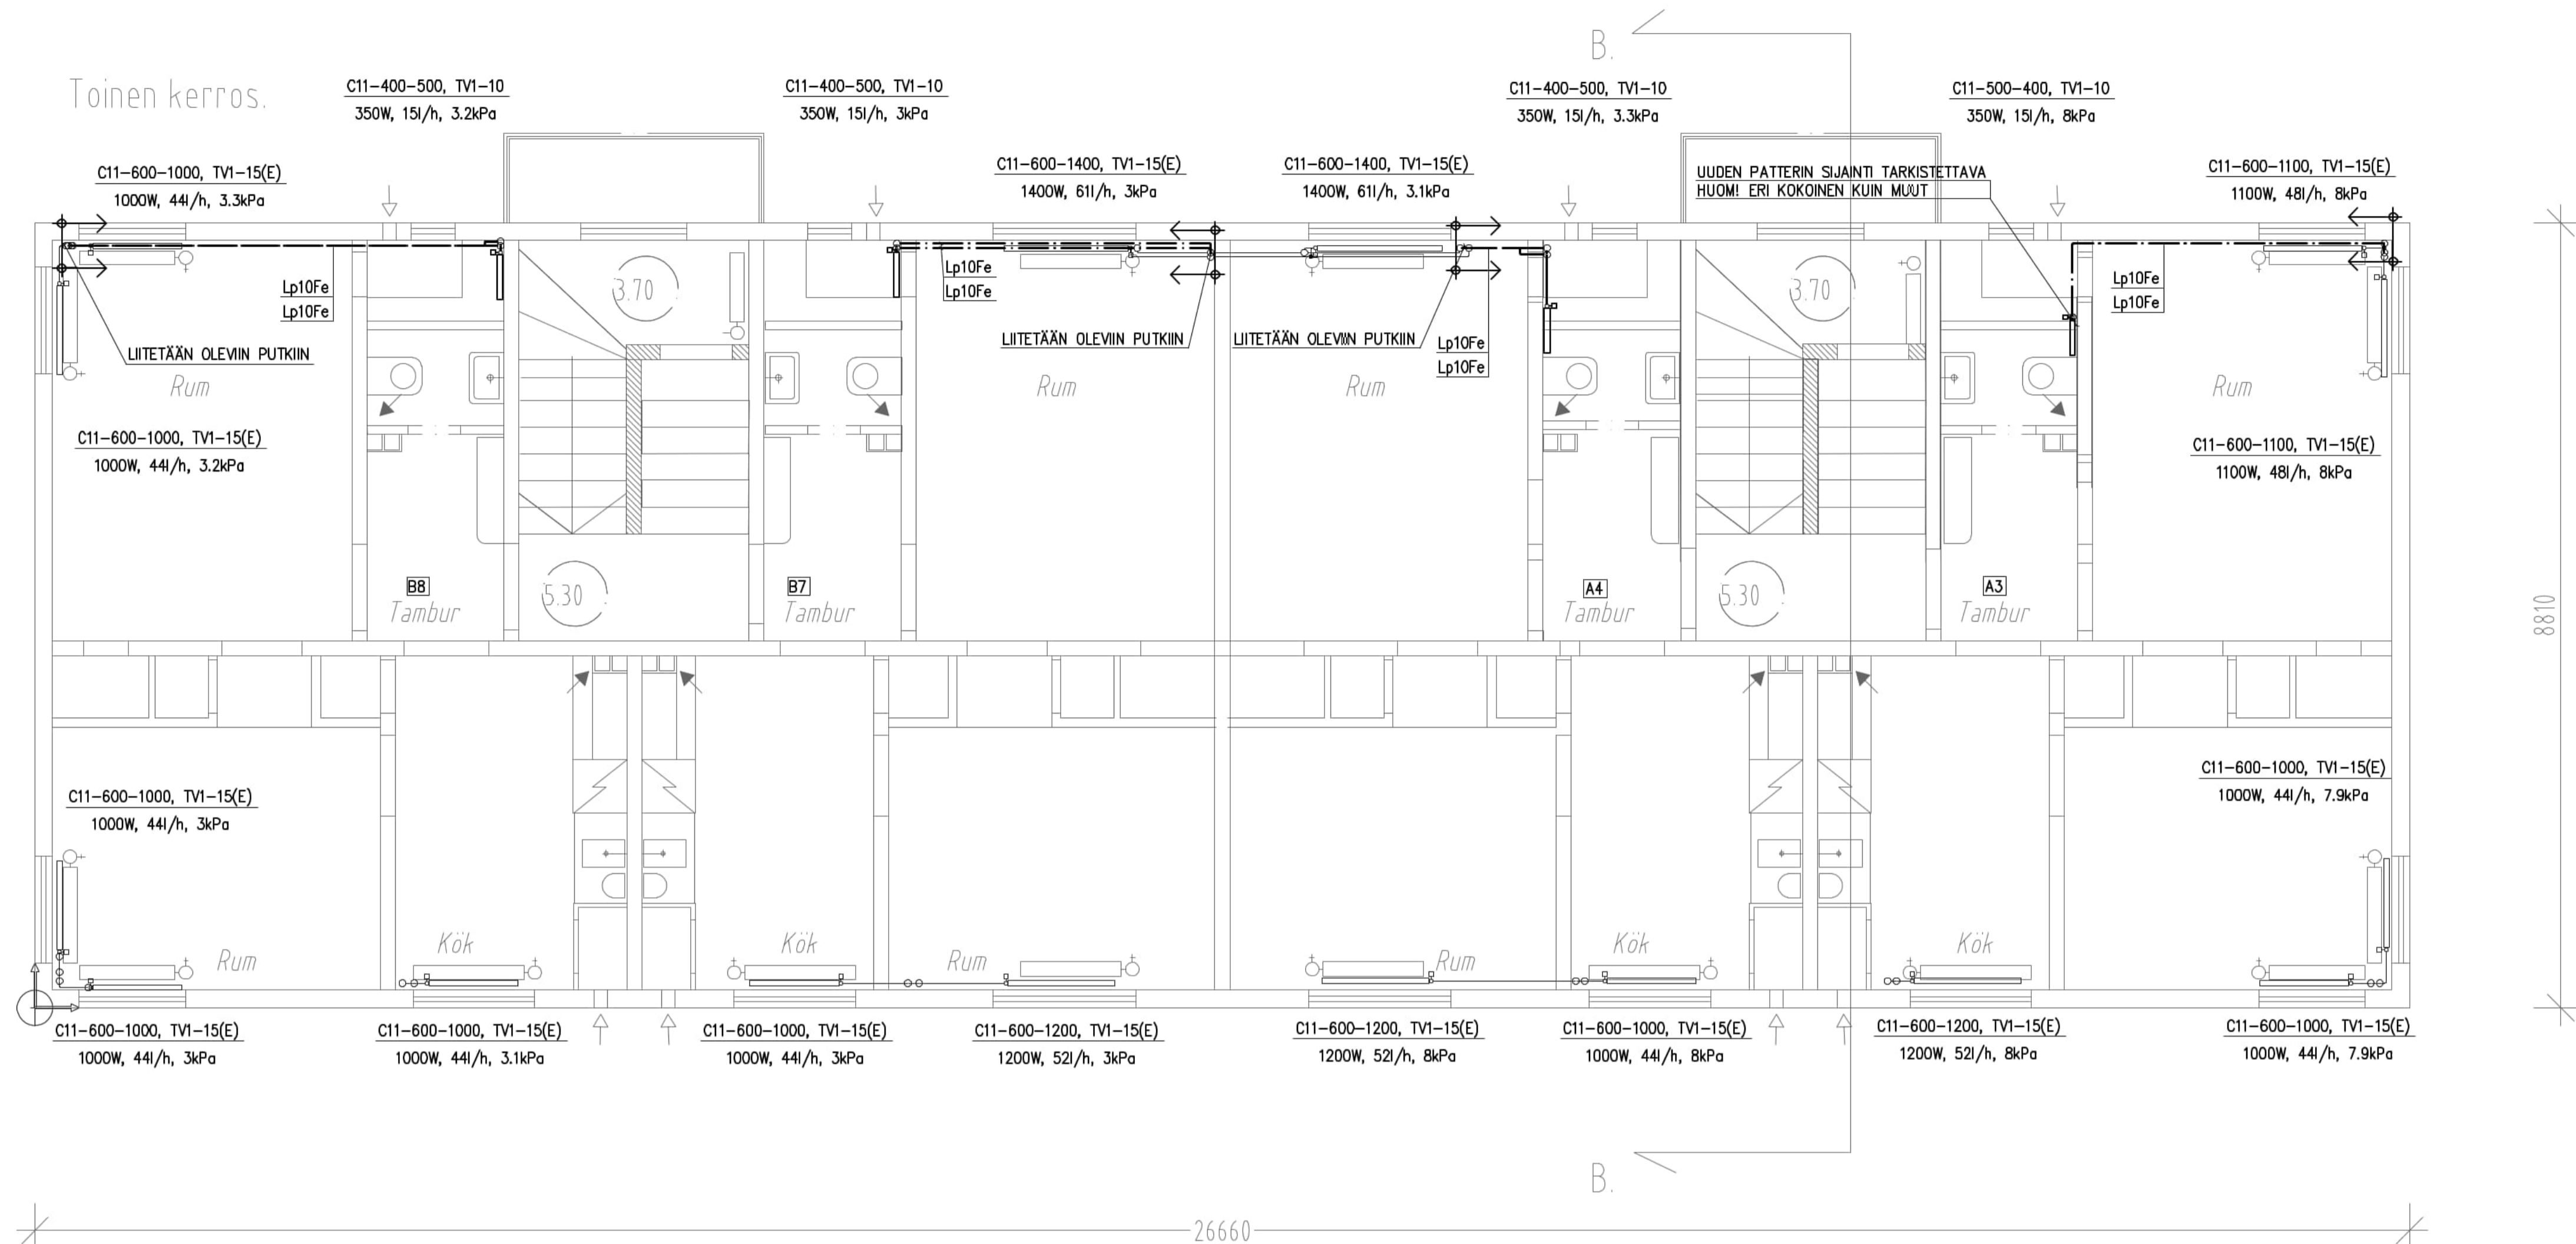 B.
Toinen kerros.
C11-400-500, TV1-10
350W, 15l/h, 3.2kPa
C11-400-500, TV1-10
350W, 15l/h, 3kPa
C11-400-500, TV1-10
350W, 15l/h, 3.3kPa
C11-500-400, TV1-10
350W, 15l/h, 8kPa
C11-600-1000, TV1-15(E)
1000W, 44l/h, 3.3kPa
C11-600-1400, TV1-15(E)
1400W, 61l/h, 3kPa
C11-600-1400, TV1-15(E)
1400W, 61l/h, 3.1kPa
UUDEN PATTERIN SIJAINTI TARKISTETTAVA
HUOM! ERI KOKOINEN KUIN MUUT
C11-600-1100, TV1-15(E)
1100W, 48l/h, 8kPa
Lp10Fe
Lp10Fe
3.70
Lp10Fe
Lp10Fe
3.70
Lp10Fe
Lp10Fe
LIITETÄÄN OLEVIIN PUTKIIN
LIITETÄÄN OLEVIIN PUTKIIN
LIITETÄÄN OLEVIIN PUTKIIN
Lp10Fe
Lp10Fe
Rum
Rum
Rum
Rum
C11-600-1000, TV1-15(E)
1000W, 44l/h, 3.2kPa
C11-600-1100, TV1-15(E)
1100W, 48l/h, 8kPa
B8
Tambur
5.30
B7
Tambur
A4
Tambur
5.30
A3
Tambur
8810
C11-600-1000, TV1-15(E)
1000W, 44l/h, 3kPa
C11-600-1000, TV1-15(E)
1000W, 44l/h, 7.9kPa
Rum
Kök
Kök
Rum
Rum
Kök
Kök
C11-600-1000, TV1-15(E)
1000W, 44l/h, 3kPa
C11-600-1000, TV1-15(E)
1000W, 44l/h, 3.1kPa
C11-600-1000, TV1-15(E)
1000W, 44l/h, 3kPa
C11-600-1200, TV1-15(E)
1200W, 52l/h, 3kPa
C11-600-1200, TV1-15(E)
1200W, 52l/h, 8kPa
C11-600-1000, TV1-15(E)
1000W, 44l/h, 8kPa
C11-600-1200, TV1-15(E)
1200W, 52l/h, 8kPa
C11-600-1000, TV1-15(E)
1000W, 44l/h, 7.9kPa
B.
26660